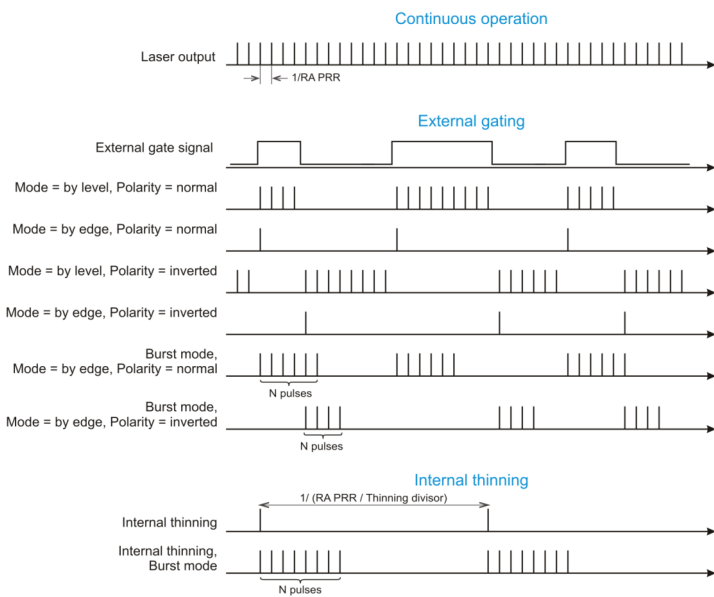 Continuous operation
Laser output
1/RA PRR
External gating
External gate signal
Mode = by level, Polarity = normal
Mode = by edge, Polarity = normal
Mode = by level, Polarity = inverted
Mode = by edge, Polarity = inverted
Burst mode,
Mode = by edge, Polarity = normal
N pulses
Burst mode,
Mode = by edge, Polarity = inverted
N pulses
Internal thinning
1/ (RA PRR / Thinning divisor)
Internal thinning
Internal thinning,
Burst mode
N pulses